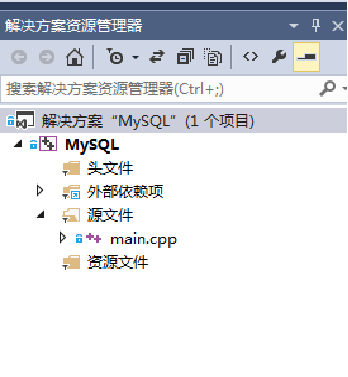 解决方案资源管理器
搜索解决方案资源管理器(Ctrl+;)
解决方案“MySQL”(1 个项目)
MySQL
头文件
外部依赖项
源文件
main.cpp
资源文件